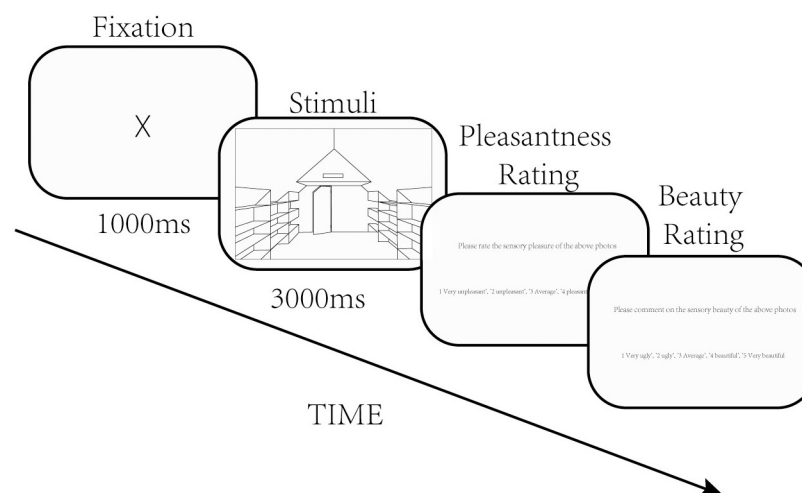 Fixation
X
1000ms
Stimuli
3000ms
Pleasantness
Rating
Please rate the sensory pleasure of the above photos
1 Very unpleasant', '2 unpleasant', '3 Average', '4 pleasant
Beauty
Rating
Please comment on the sensory beauty of the above photos
1 Very ugly', '2 ugly', '3 Average', '4 beautiful', '5 Very beautiful
TIME